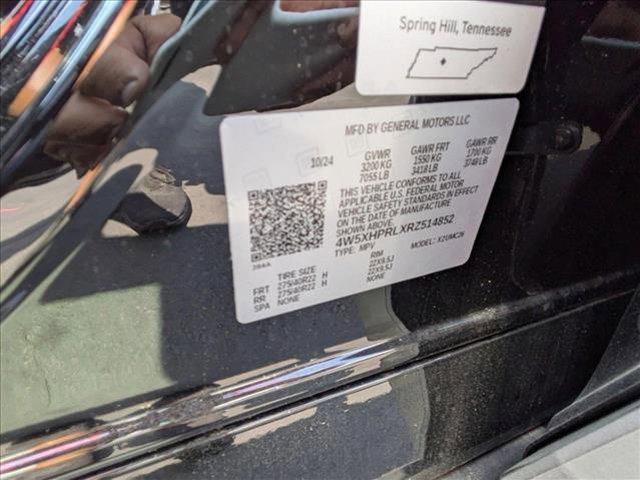 Spring Hill, Tennessee
MFD BY GENERAL MOTORS LLC
10/24 GVWR GAWR FRT GAWR RR
3200 KG 1550 KG 1700 KG
7055 LB 3418 LB 3748 LB
THIS VEHICLE CONFORMS TO ALL
APPLICABLE U.S. FEDERAL MOTOR
VEHICLE SAFETY STANDARDS IN EFFECT
ON THE DATE OF MANUFACTURE
SHOWN ABOVE.
4W5XHPRLXRZ514852
TYPE: MPV MODEL:
TIRE SIZE RIM
FRT 275/40R22 H 22X9.5J
RR 275/40R22 H 22X9.5J
SPA NONE NONE